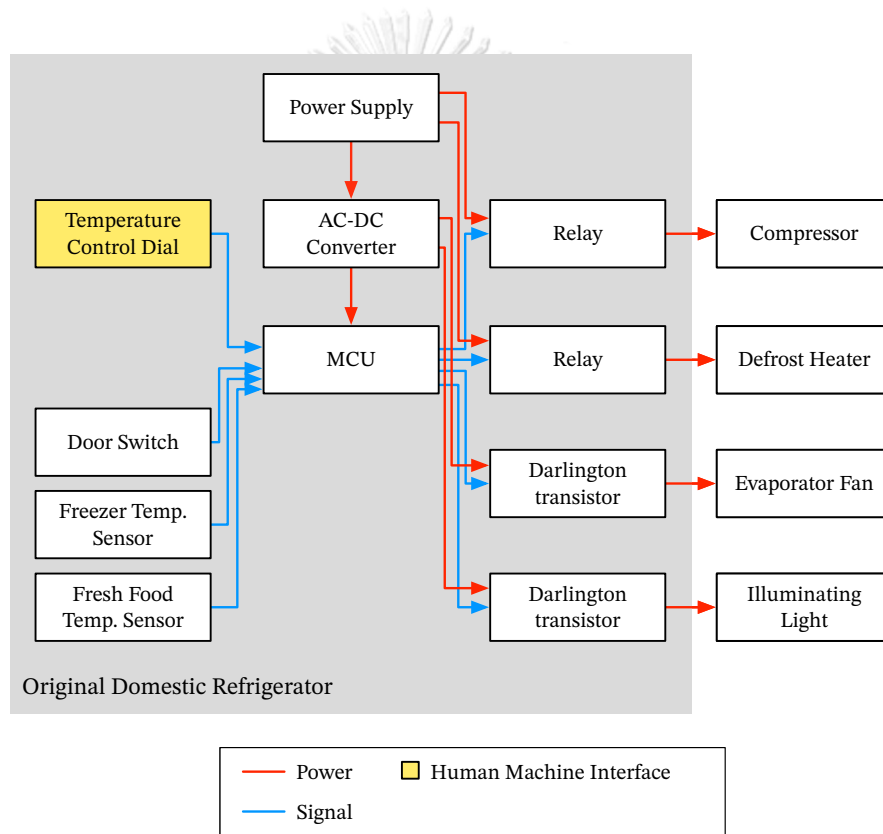 Power Supply
Temperature
Control Dial
AC-DC
Converter
Relay
Compressor
MCU
Relay
Defrost Heater
Door Switch
Darlington
transistor
Evaporator Fan
Freezer Temp.
Sensor
Fresh Food
Temp. Sensor
Darlington
transistor
Illuminating
Light
Original Domestic Refrigerator
Power
Human Machine Interface
Signal